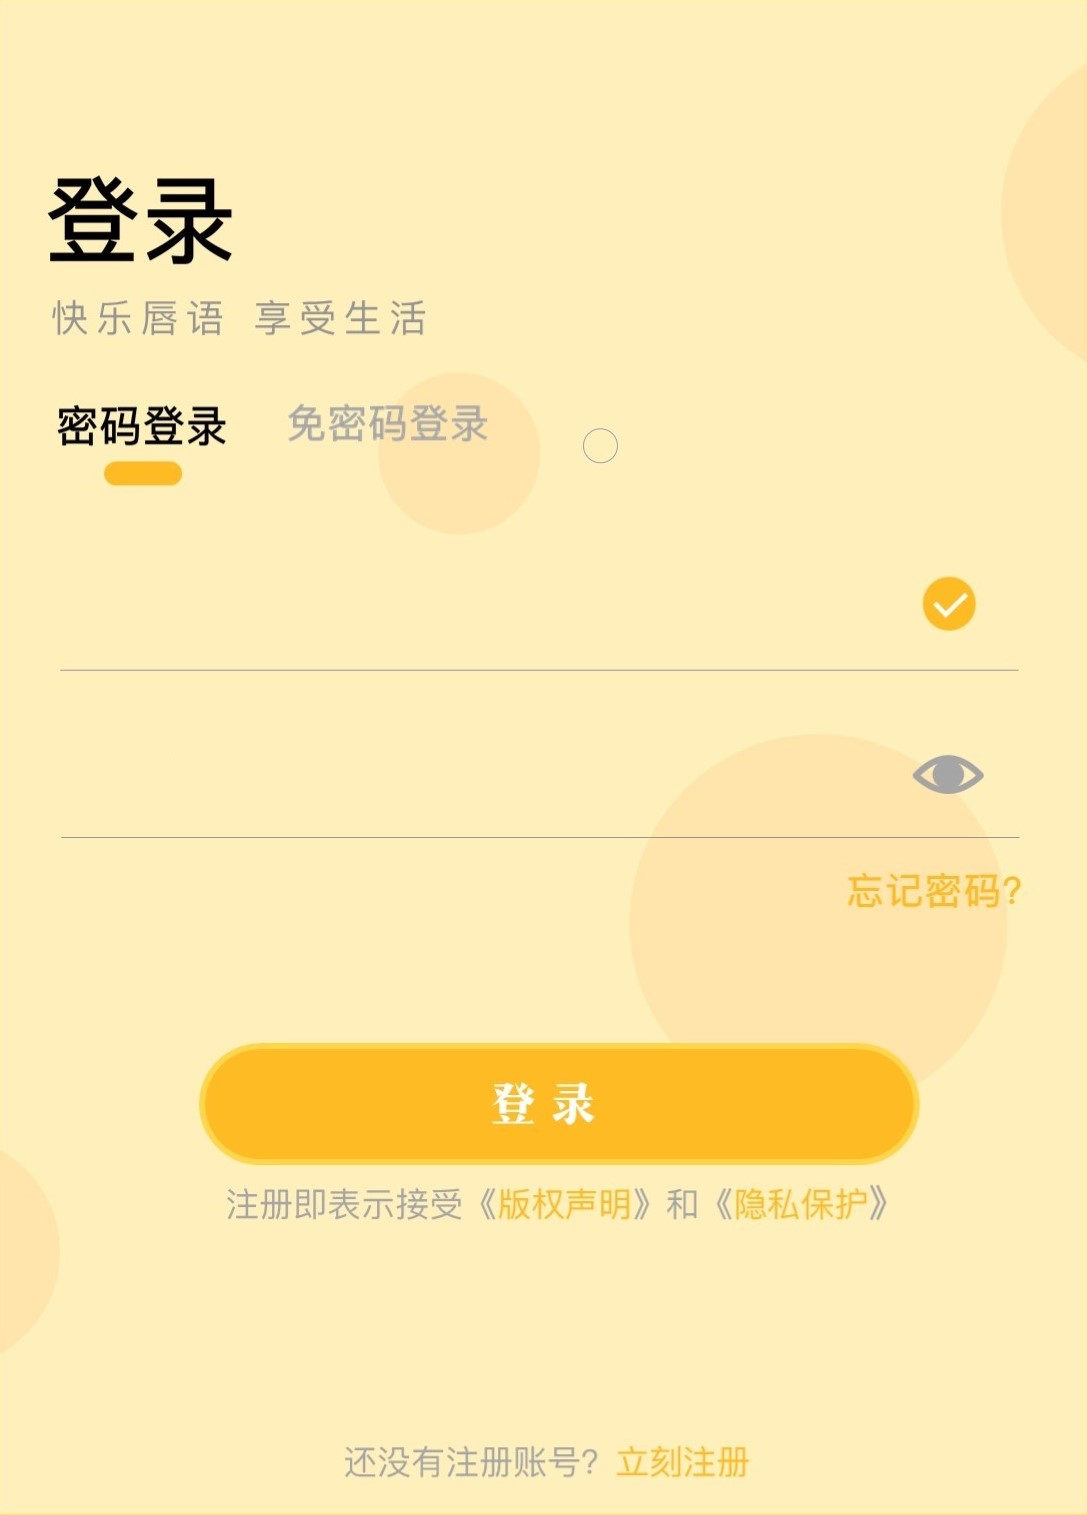 登录
快乐唇语 享受生活
密码登录 免密码登录
忘记密码?
登录
注册即表示接受《版权声明》和《隐私保护》
还没有注册账号? 立刻注册